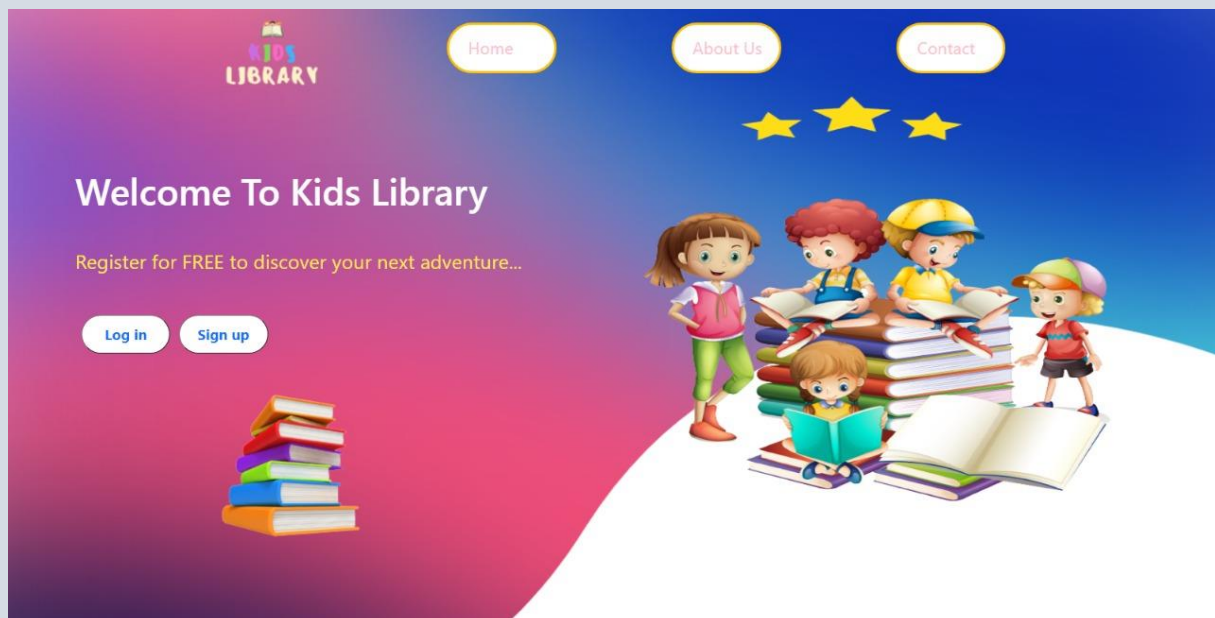 KIDS
LIBRARY
Home
About Us
Contact
Welcome To Kids Library
Register for FREE to discover your next adventure...
Log in
Sign up